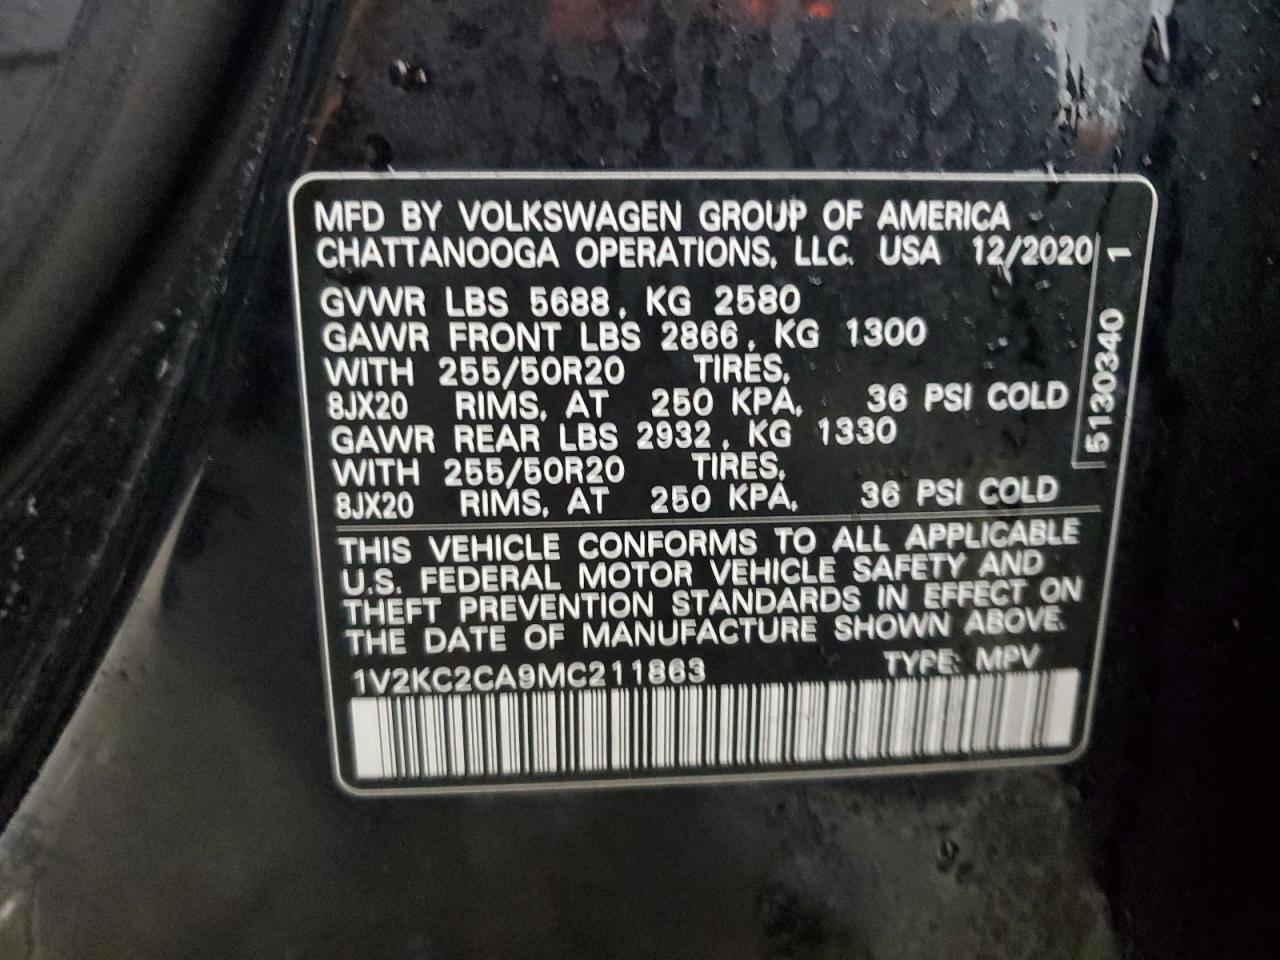 MFD BY VOLKSWAGEN GROUP OF AMERICA
CHATTANOOGA OPERATIONS, LLC. USA 12/2020
GVWR LBS 5688, KG 2580
GAWR FRONT LBS 2866, KG 1300
WITH 255/50R20 TIRES,
8JX20 RIMS, AT 250 KPA, 36 PSI COLD
GAWR REAR LBS 2932, KG 1330
WITH 255/50R20 TIRES,
8JX20 RIMS, AT 250 KPA, 36 PSI COLD
THIS VEHICLE CONFORMS TO ALL APPLICABLE
U.S. FEDERAL MOTOR VEHICLE SAFETY AND
THEFT PREVENTION STANDARDS IN EFFECT ON
THE DATE OF MANUFACTURE SHOWN ABOVE.
1V2KC2CA9MC211863 TYPE: MPV
5130340 1